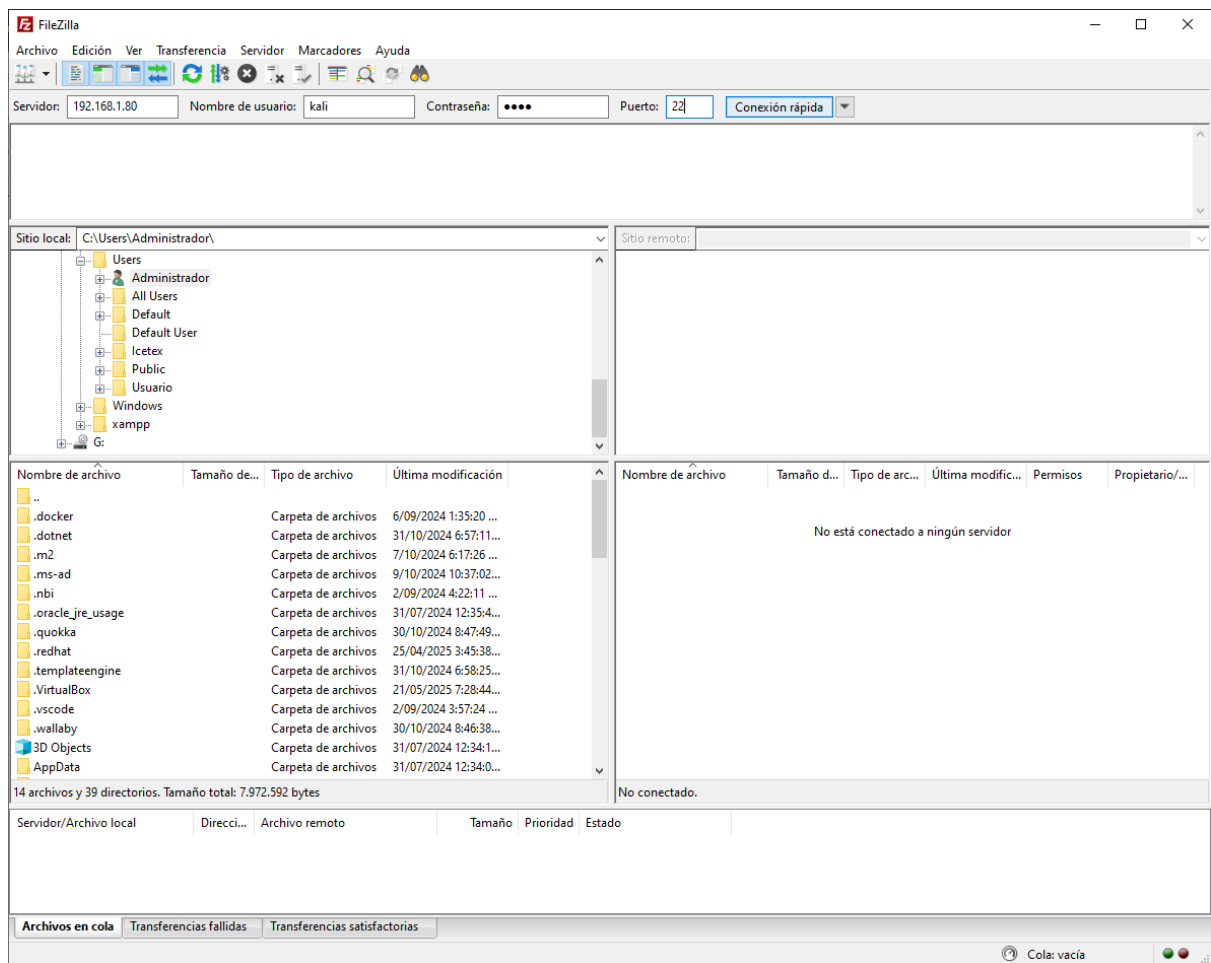 FileZilla
Archivo Edición Ver Transferencia Servidor Marcadores Ayuda
Servidor: 192.168.1.80 Nombre de usuario: kali Contraseña: •••• Puerto: 22 Conexión rápida
Sitio local: C:\Users\Administrador\
Sitio remoto:
Users
Administrador
All Users
Default
Default User
Icetex
Public
Usuario
Windows
xampp
G:
Nombre de archivo Tamaño de... Tipo de archivo Última modificación
..
.docker Carpeta de archivos 6/09/2024 1:35:20 ...
.dotnet Carpeta de archivos 31/10/2024 6:57:11...
.m2 Carpeta de archivos 7/10/2024 6:17:26 ...
.ms-ad Carpeta de archivos 9/10/2024 10:37:02...
.nbi Carpeta de archivos 2/09/2024 4:22:11 ...
.oracle_jre_usage Carpeta de archivos 31/07/2024 12:35:4...
.quokka Carpeta de archivos 30/10/2024 8:47:49...
.redhat Carpeta de archivos 25/04/2025 3:45:38...
.templateengine Carpeta de archivos 31/10/2024 6:58:25...
.VirtualBox Carpeta de archivos 21/05/2025 7:28:44...
.vscode Carpeta de archivos 2/09/2024 3:57:24 ...
.wallaby Carpeta de archivos 30/10/2024 8:46:38...
3D Objects Carpeta de archivos 31/07/2024 12:34:1...
AppData Carpeta de archivos 31/07/2024 12:34:0...
14 archivos y 39 directorios. Tamaño total: 7.972.592 bytes
Nombre de archivo Tamaño d... Tipo de arc... Última modific... Permisos Propietario/...
No está conectado a ningún servidor
No conectado.
Servidor/Archivo local Direcci... Archivo remoto Tamaño Prioridad Estado
Archivos en cola Transferencias fallidas Transferencias satisfactorias
Cola: vacía